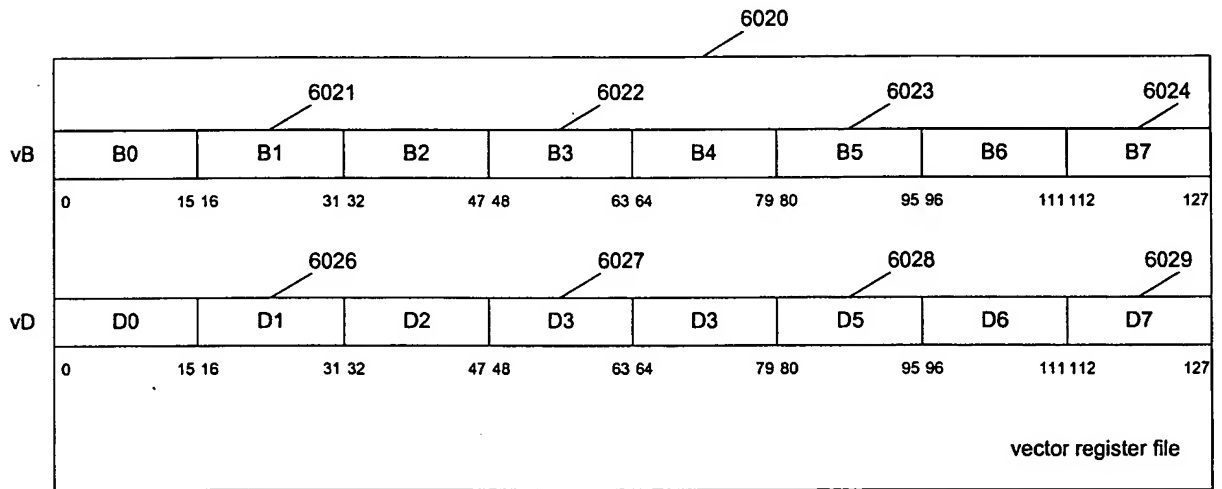 6020
6021 6022 6023 6024
vB B0 B1 B2 B3 B4 B5 B6 B7
0 15 16 31 32 47 48 63 64 79 80 95 96 111 112 127
6026 6027 6028 6029
vD D0 D1 D2 D3 D3 D5 D6 D7
0 15 16 31 32 47 48 63 64 79 80 95 96 111 112 127
vector register file